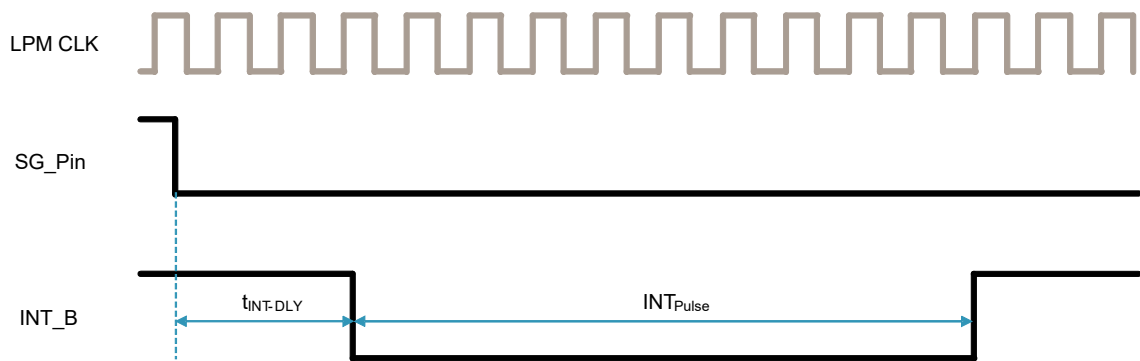 LPM CLK
SG_Pin
INT_B
tINT-DLY
INTPulse